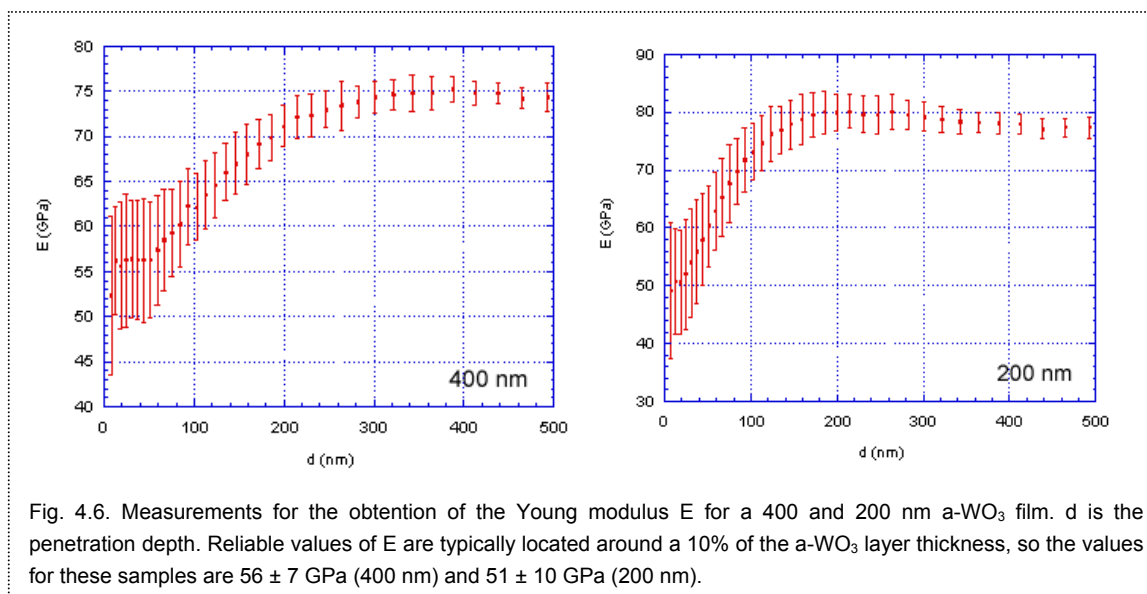 80
75
70
65
60
55
50
45
40
E (GPa)
0 100 200 300 400 500
d (nm)
400 nm
90
80
70
60
50
40
30
E (GPa)
0 100 200 300 400 500
d (nm)
200 nm
Fig. 4.6. Measurements for the obtention of the Young modulus E for a 400 and 200 nm a-WO₃ film. d is the
penetration depth. Reliable values of E are typically located around a 10% of the a-WO₃ layer thickness, so the values
for these samples are 56 ± 7 GPa (400 nm) and 51 ± 10 GPa (200 nm).